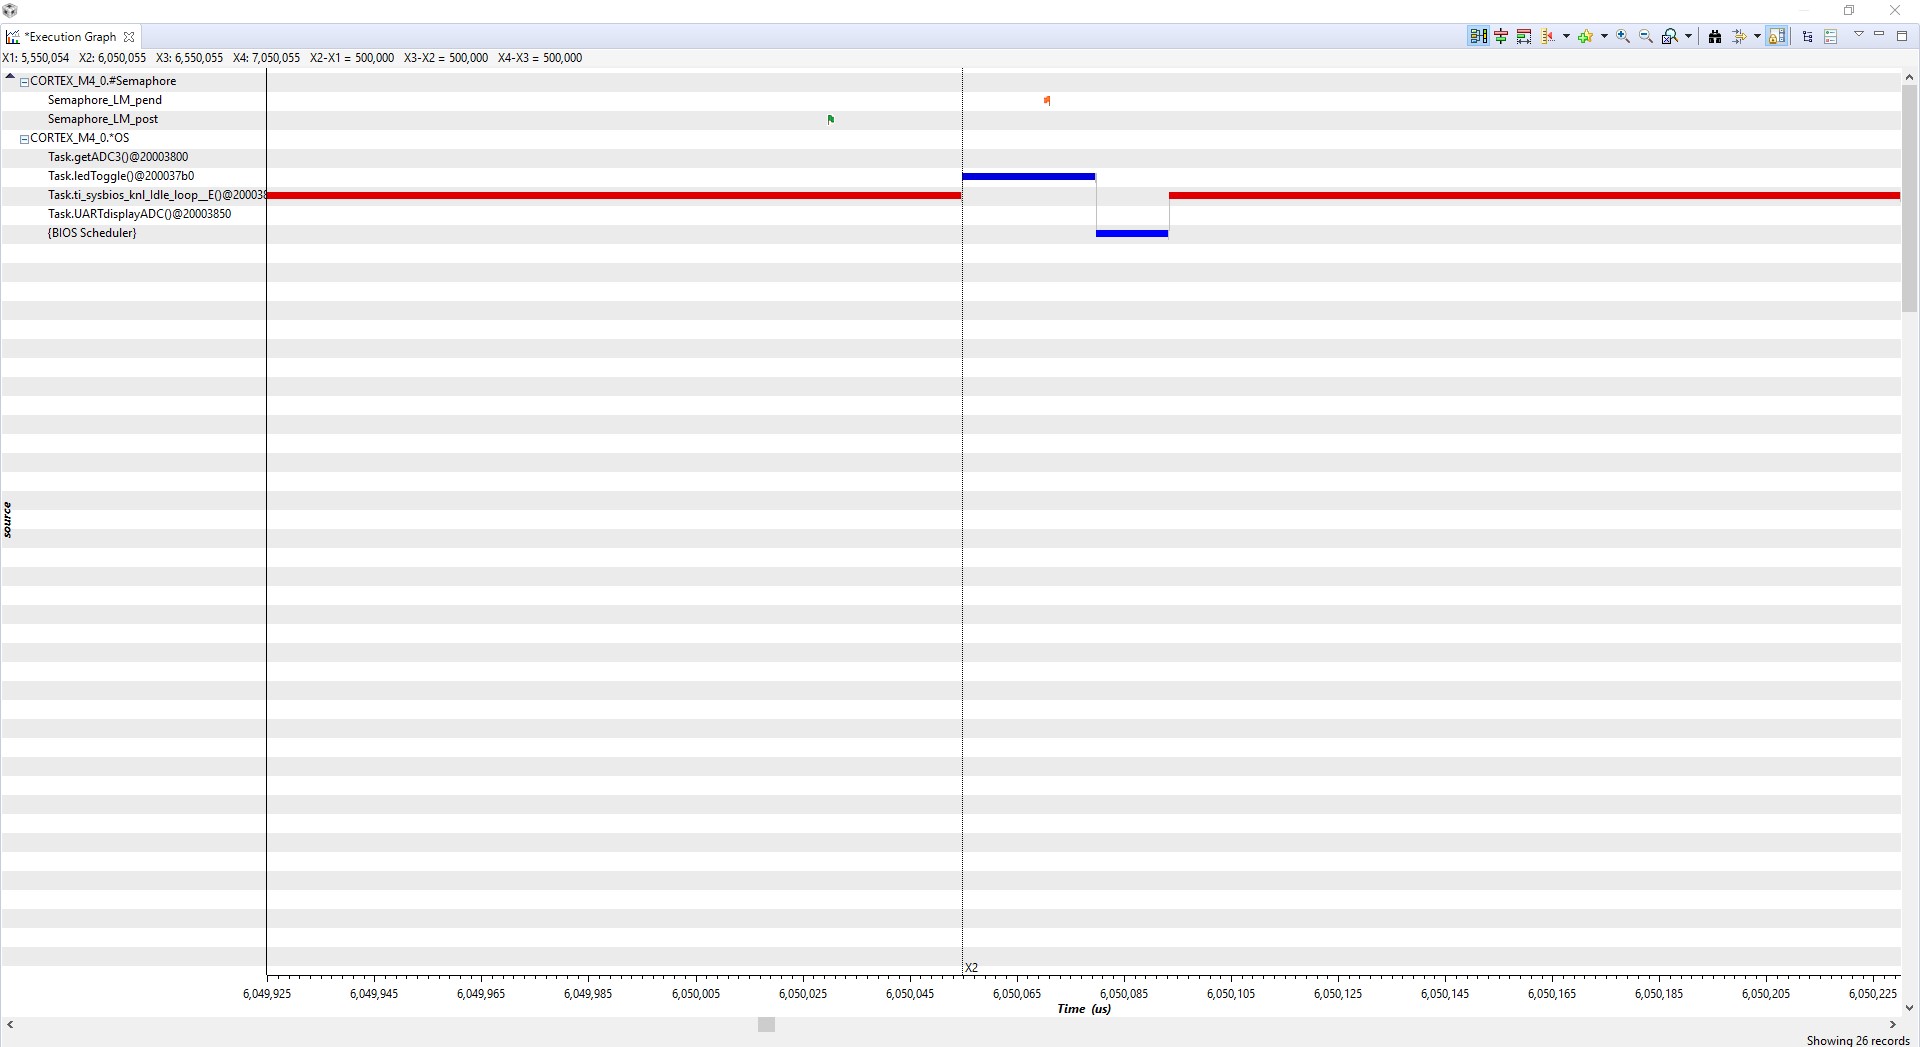 *Execution Graph
X1: 5,550,054 X2: 6,050,055 X3: 6,550,055 X4: 7,050,055 X2-X1 = 500,000 X3-X2 = 500,000 X4-X3 = 500,000
CORTEX_M4_0.#Semaphore
Semaphore_LM_pend
Semaphore_LM_post
CORTEX_M4_0.*OS
Task.getADC3()@20003800
Task.ledToggle()@200037b0
Task.ti_sysbios_knl_Idle_loop__E()@200038
Task.UARTdisplayADC()@20003850
{BIOS Scheduler}
source
X2
6,049,925 6,049,945 6,049,965 6,049,985 6,050,005 6,050,025 6,050,045 6,050,065 6,050,085 6,050,105 6,050,125 6,050,145 6,050,165 6,050,185 6,050,205 6,050,225
Time (us)
Showing 26 records